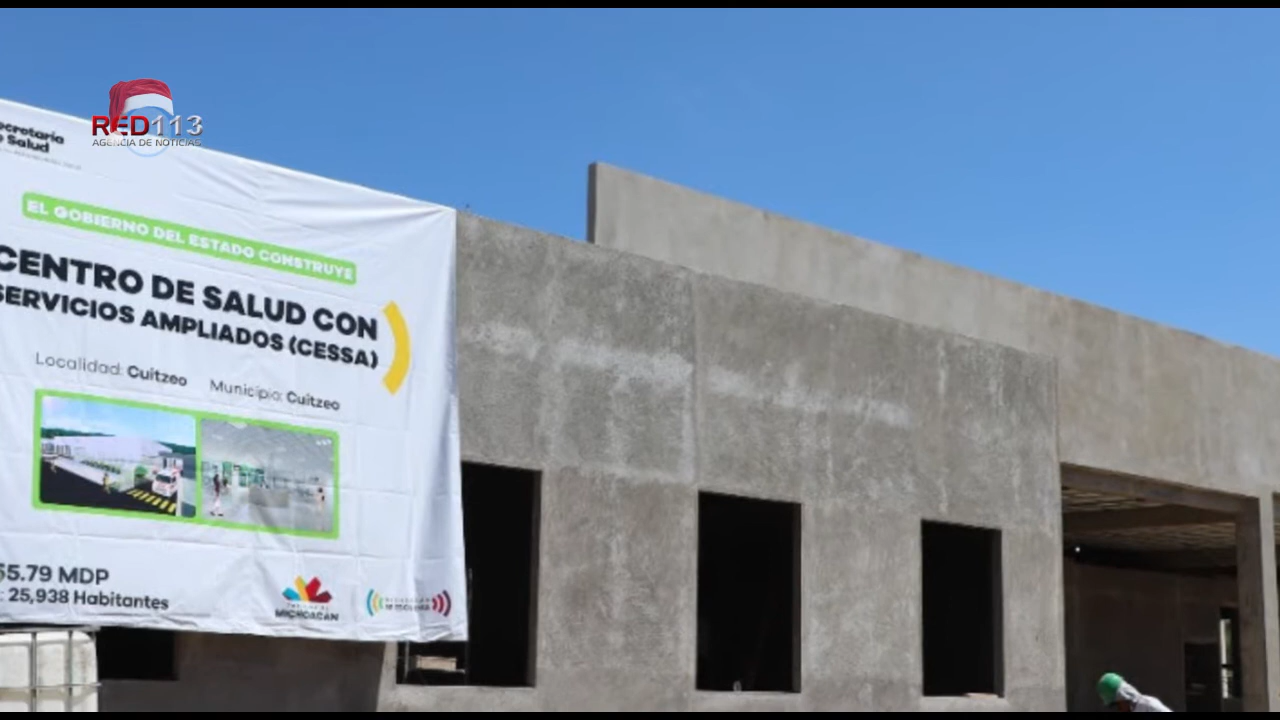 RED113
AGENCIA DE NOTICIAS
ecretaría
Salud
EL GOBIERNO DEL ESTADO CONSTRUYE
CENTRO DE SALUD CON
SERVICIOS AMPLIADOS (CESSA)
Localidad: Cuitzeo Municipio: Cuitzeo
55.79 MDP
: 25,938 Habitantes
MICHOACÁN